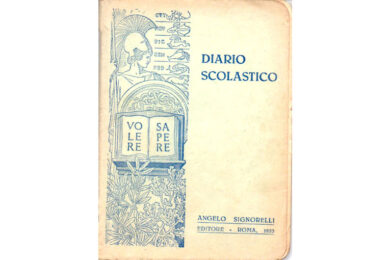 DIARIO
SCOLASTICO
VO
LE
RE
SA
PE
RE
ANGELO SIGNORELLI
EDITORE - ROMA,